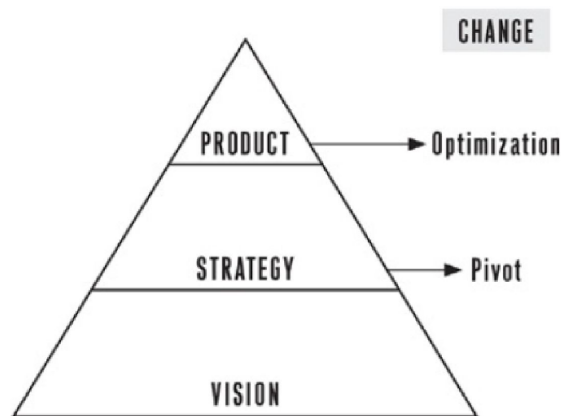 CHANGE
PRODUCT
Optimization
STRATEGY
Pivot
VISION